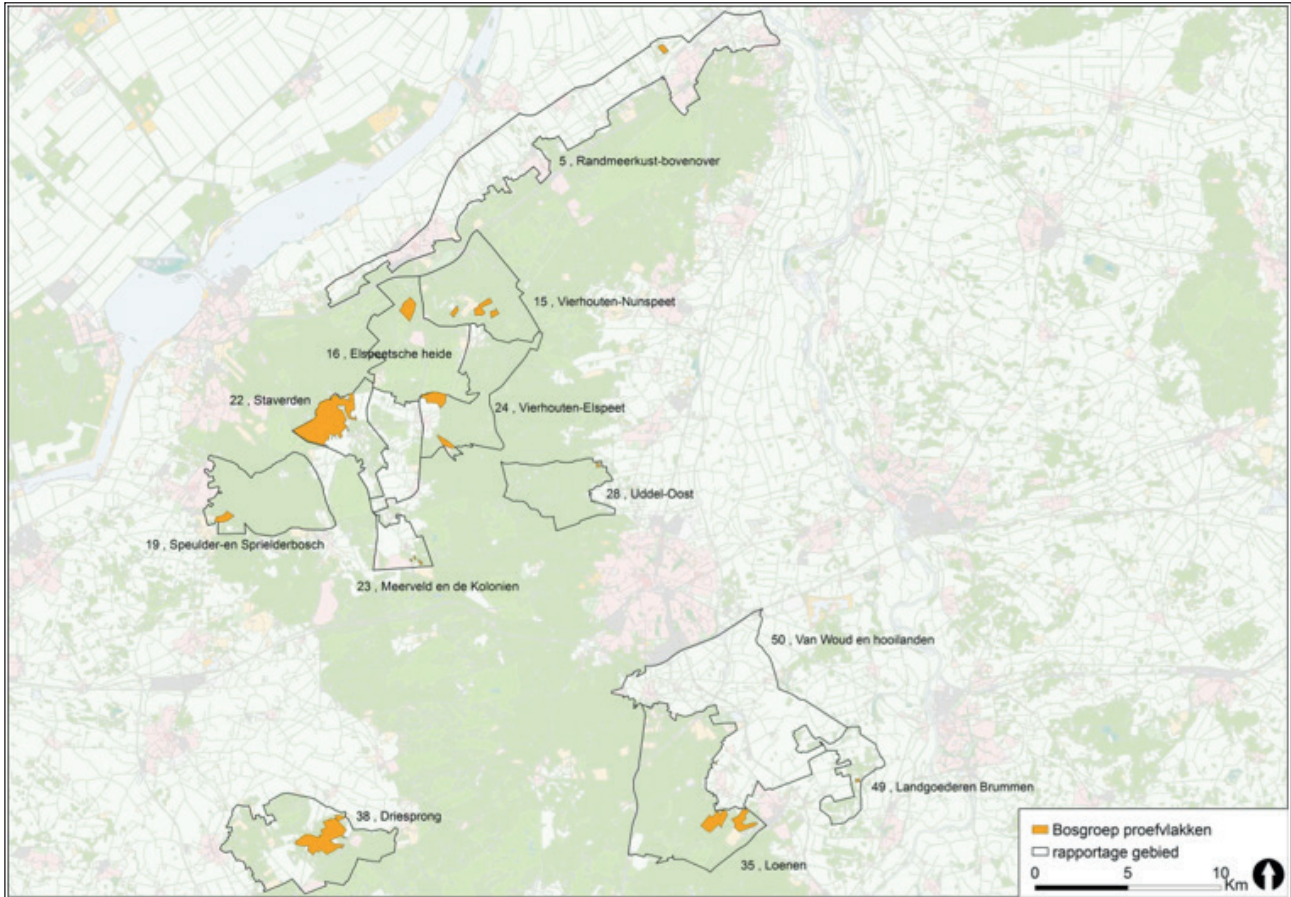 5 , Randmeerkust-bovenover
15 , Vierhouten-Nunspeet
16 , Elspeetsche heide
22 , Staverden
24 , Vierhouten-Elspeet
28 , Uddel-Oost
19 , Speulder-en Sprielderbosch
23 , Meerveld en de Kolonien
50 , Van Woud en hooilanden
49 , Landgoederen Brummen
38 , Driesprong
35 , Loenen
Bosgroep proefvlakken
rapportage gebied
0 5 10
Km